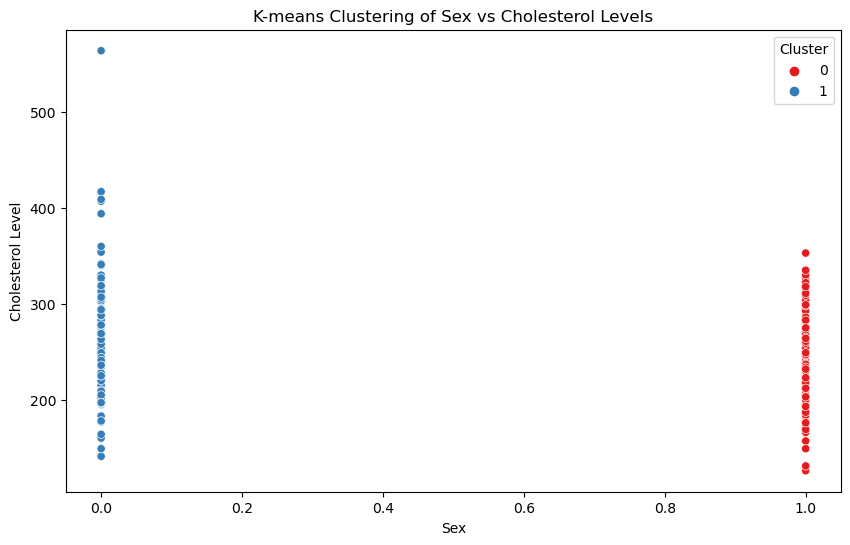 K-means Clustering of Sex vs Cholesterol Levels
Cluster
0
1
500
400
300
200
Cholesterol Level
0.0 0.2 0.4 0.6 0.8 1.0
Sex